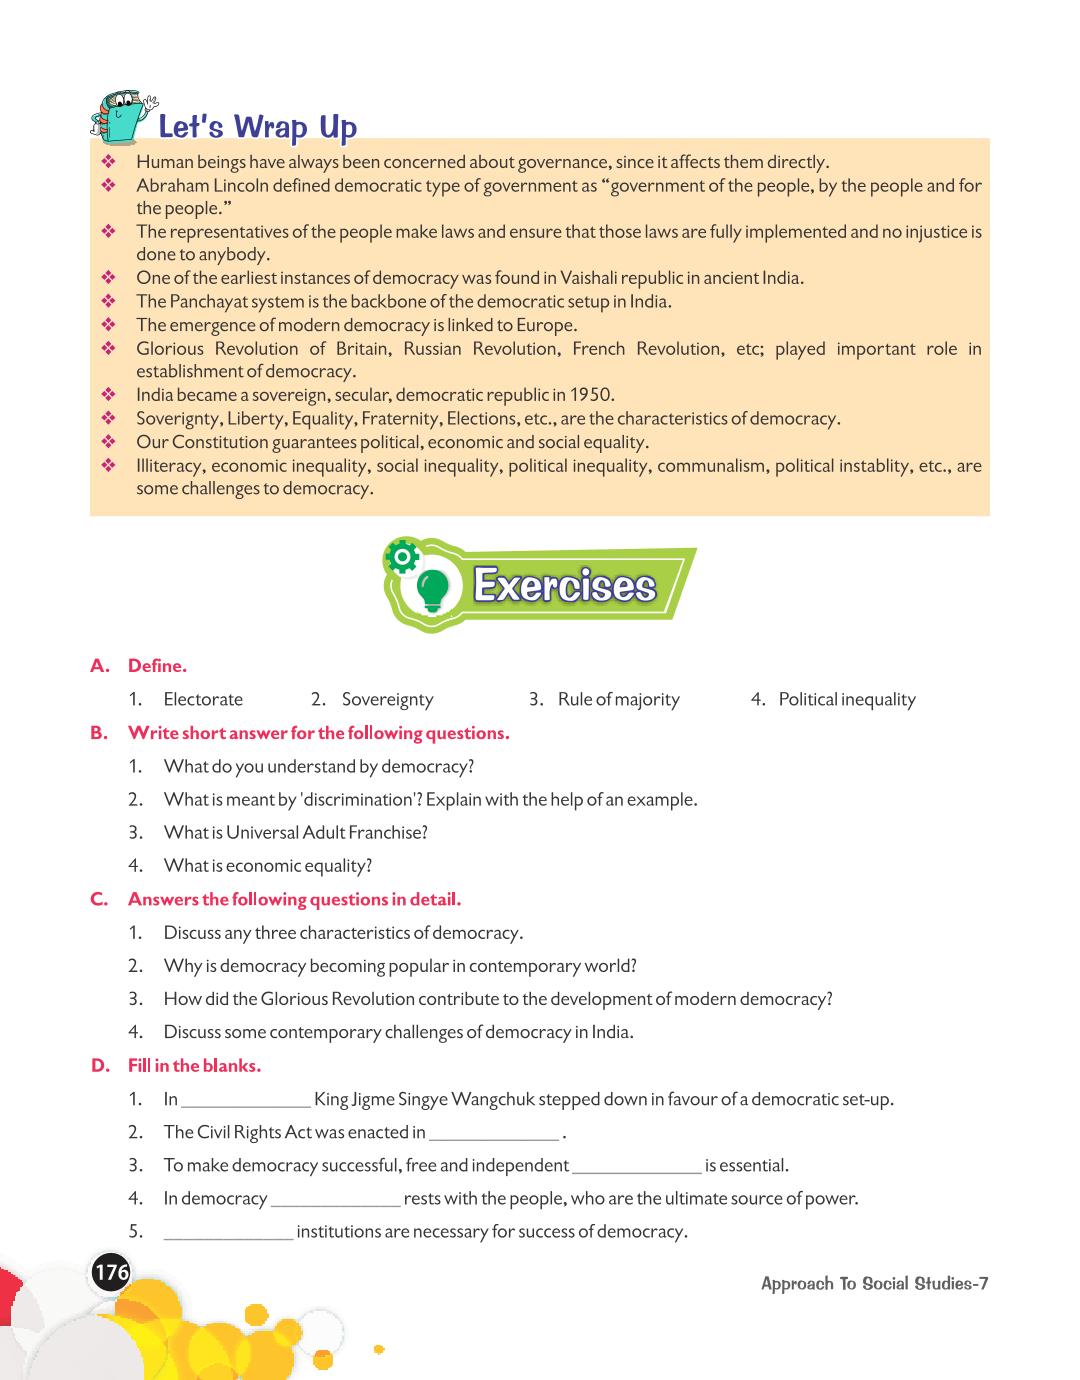 Let's Wrap Up
❖ Human beings have always been concerned about governance, since it affects them directly.
❖ Abraham Lincoln defined democratic type of government as “government of the people, by the people and for
the people.”
❖ The representatives of the people make laws and ensure that those laws are fully implemented and no injustice is
done to anybody.
❖ One of the earliest instances of democracy was found in Vaishali republic in ancient India.
❖ The Panchayat system is the backbone of the democratic setup in India.
❖ The emergence of modern democracy is linked to Europe.
❖ Glorious Revolution of Britain, Russian Revolution, French Revolution, etc; played important role in
establishment of democracy.
❖ India became a sovereign, secular, democratic republic in 1950.
❖ Soverignty, Liberty, Equality, Fraternity, Elections, etc., are the characteristics of democracy.
❖ Our Constitution guarantees political, economic and social equality.
❖ Illiteracy, economic inequality, social inequality, political inequality, communalism, political instablity, etc., are
some challenges to democracy.
Exercises
A. Define.
1. Electorate 2. Sovereignty 3. Rule of majority 4. Political inequality
B. Write short answer for the following questions.
1. What do you understand by democracy?
2. What is meant by 'discrimination'? Explain with the help of an example.
3. What is Universal Adult Franchise?
4. What is economic equality?
C. Answers the following questions in detail.
1. Discuss any three characteristics of democracy.
2. Why is democracy becoming popular in contemporary world?
3. How did the Glorious Revolution contribute to the development of modern democracy?
4. Discuss some contemporary challenges of democracy in India.
D. Fill in the blanks.
1. In _____________ King Jigme Singye Wangchuk stepped down in favour of a democratic set-up.
2. The Civil Rights Act was enacted in _____________ .
3. To make democracy successful, free and independent _____________ is essential.
4. In democracy _____________ rests with the people, who are the ultimate source of power.
5. _____________ institutions are necessary for success of democracy.
176
Approach To Social Studies-7